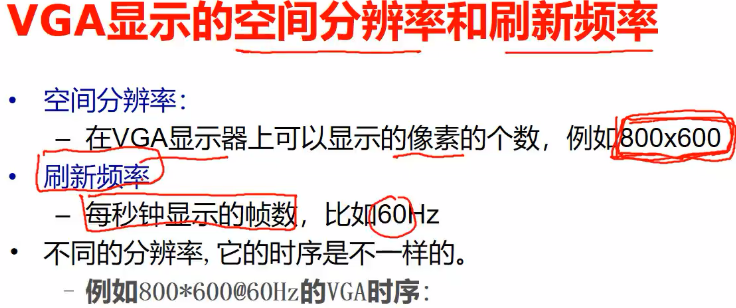 VGA显示的空间分辨率和刷新频率
• 空间分辨率：
– 在VGA显示器上可以显示的像素的个数，例如800x600
• 刷新频率
– 每秒钟显示的帧数，比如60Hz
• 不同的分辨率,它的时序是不一样的。
– 例如800*600@60Hz的VGA时序：